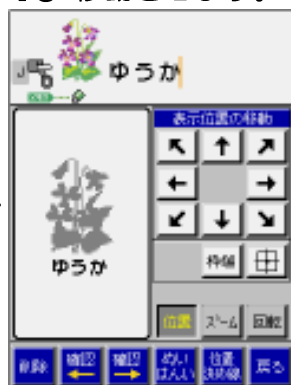 ゆうか
表示位置の移動
ゆうか
枠幅
位置 ズーム 回転
削除 確認 確認 ぬいはんい 位置決め線 戻る